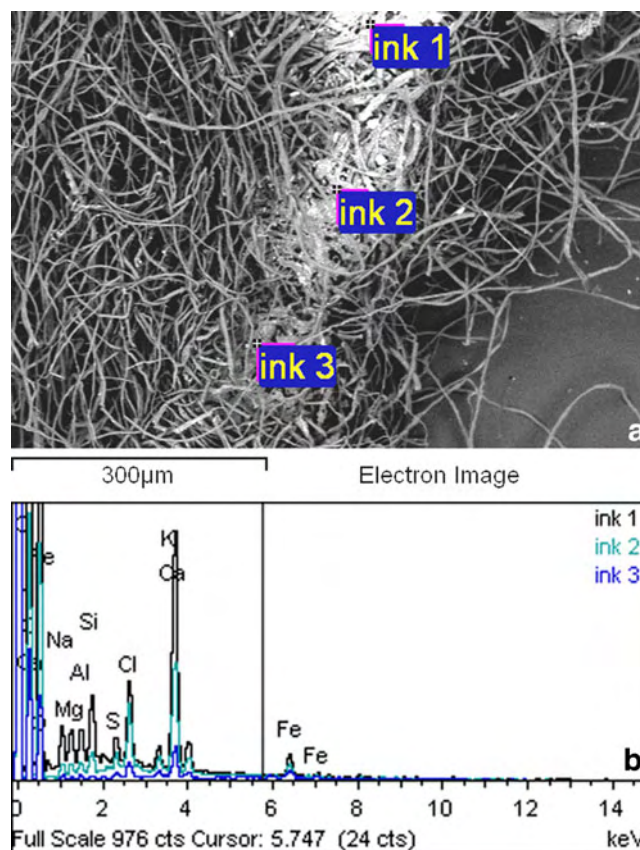 ink 1
ink 2
ink 3
a
300µm Electron Image
ink 1
ink 2
ink 3
K
Ca
Na
Si
Al
Cl
Mg
S
Fe
Fe
b
0 2 4 6 8 10 12 14
Full Scale 976 cts Cursor: 5.747 (24 cts) keV